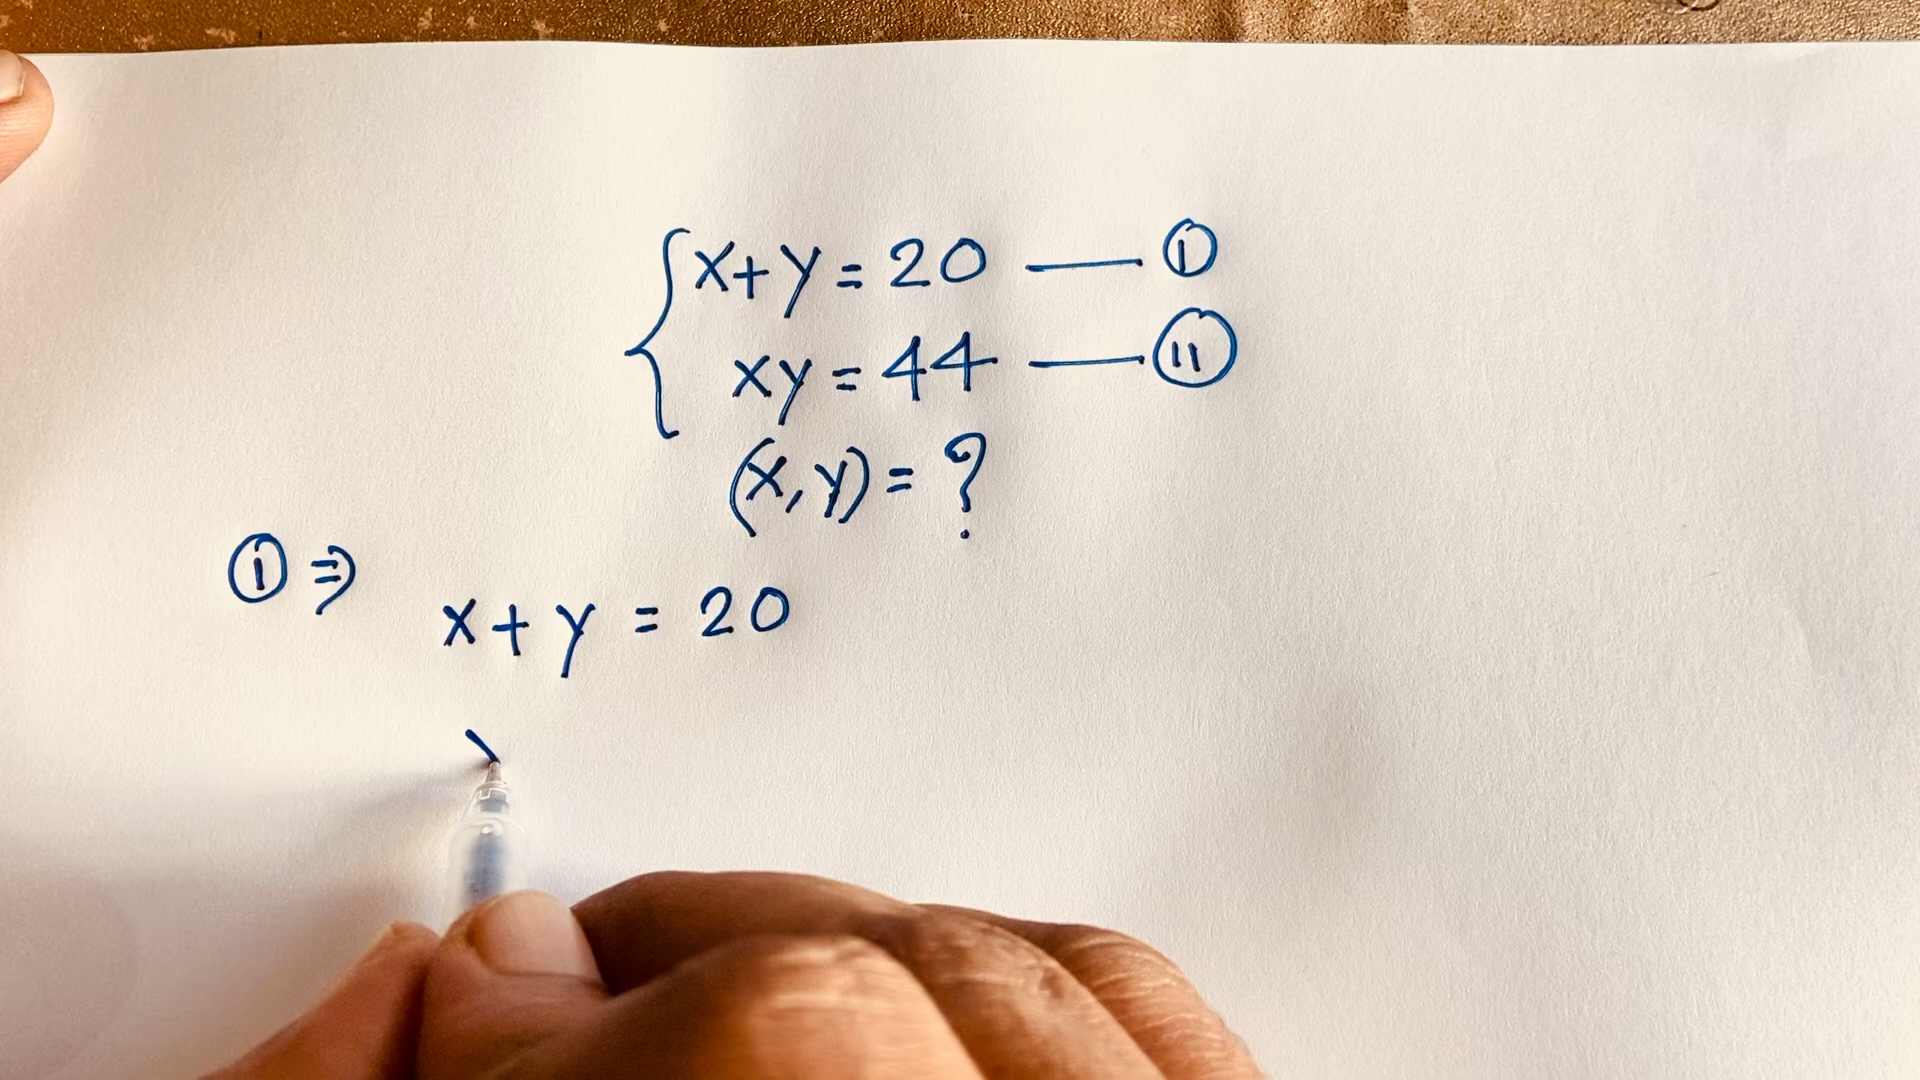 x+y=20 —— ①
xy=44 —— ⑪
(x,y)=?
① ⇒ x+y=20